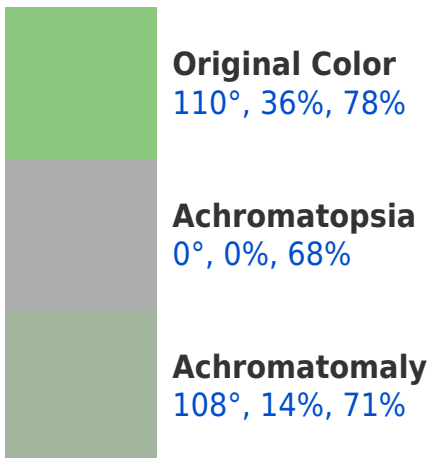 Original Color
110°, 36%, 78%
Achromatopsia
0°, 0%, 68%
Achromatomaly
108°, 14%, 71%